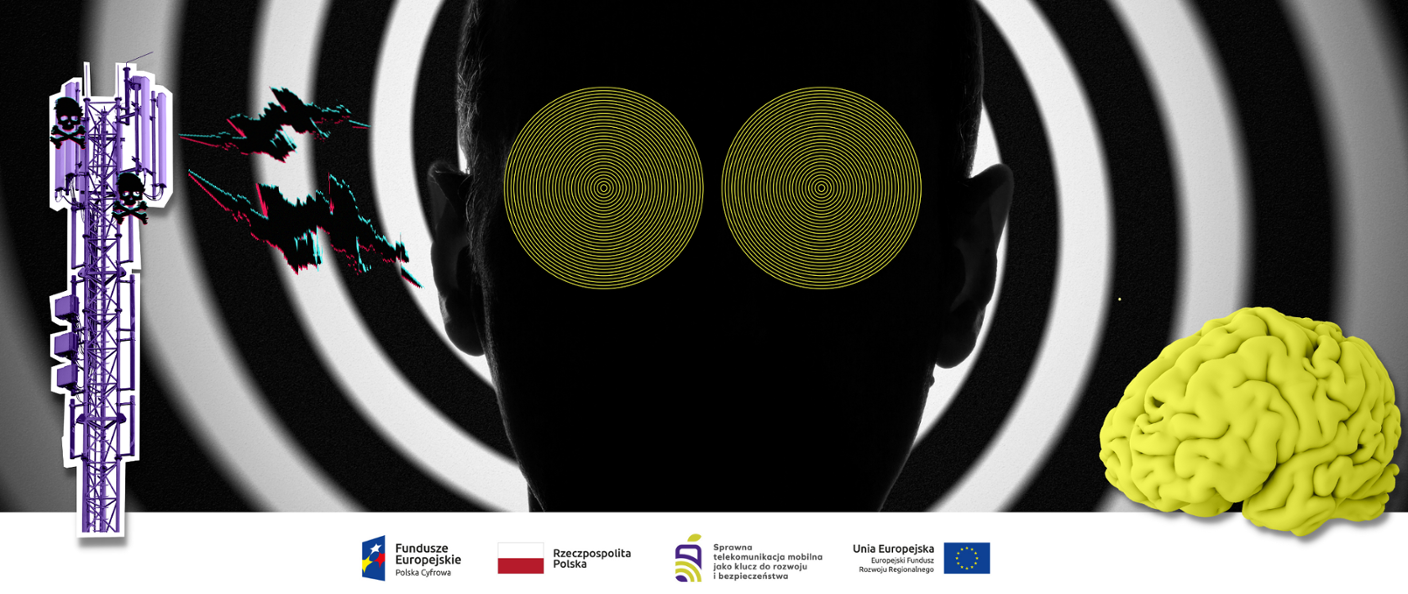 Fundusze
Europejskie
Polska Cyfrowa
Rzeczpospolita
Polska
Sprawna
telekomunikacja mobilna
jako klucz do rozwoju
i bezpieczeństwa
Unia Europejska
Europejski Fundusz
Rozwoju Regionalnego